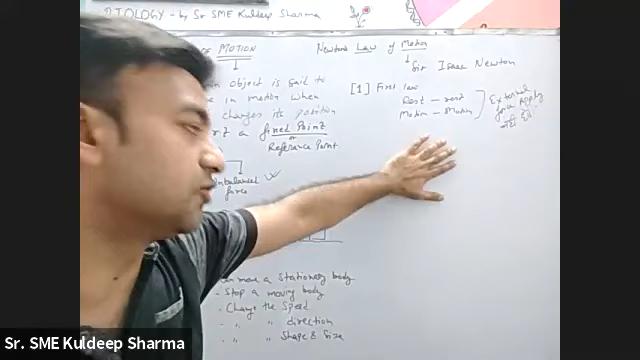 BIOLOGY - by Sr SME Kuldeep Sharma
OF MOTION
object is said to
in motion when
changes its position
a fixed Point
or
Reference Point
Unbalanced
force
move a Stationary body
- Stop a moving body
- Change the Speed
- " " direction
- " " Shape & Size
Newton's Law of Motion
Sir Isaac Newton
[1] First law
Rest - rest
Motion - Motion
External
force apply
Sr. SME Kuldeep Sharma